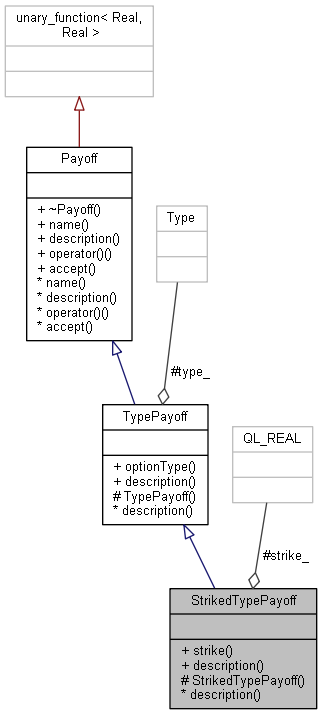 unary_function< Real,
Real >
Payoff
+ ~Payoff()
+ name()
+ description()
+ operator()()
+ accept()
* name()
* description()
* operator()()
* accept()
Type
#type_
TypePayoff
+ optionType()
+ description()
# TypePayoff()
* description()
QL_REAL
#strike_
StrikedTypePayoff
+ strike()
+ description()
# StrikedTypePayoff()
* description()